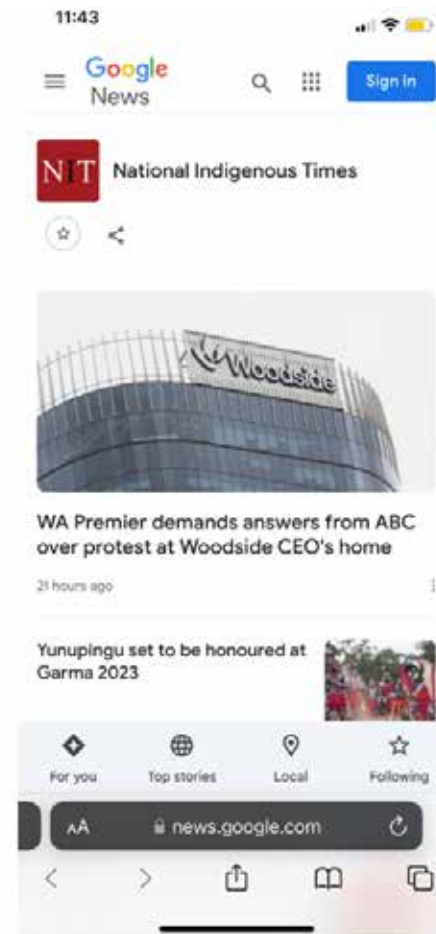 11:43
Google
News
Sign in
NIT National Indigenous Times
Woodside
WA Premier demands answers from ABC
over protest at Woodside CEO's home
21 hours ago
Yunupingu set to be honoured at
Garma 2023
For you Top stories Local Following
AA news.google.com